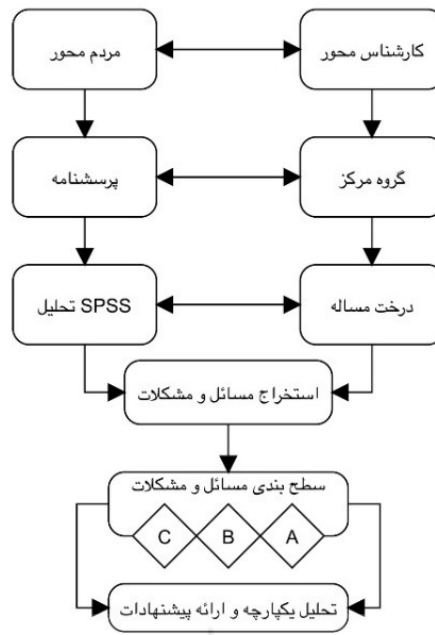 کارشناس محور
مردم محور
گروه مرکز
پرسشنامه
درخت مساله
تحلیل SPSS
استخراج مسائل و مشکلات
سطح بندی مسائل و مشکلات
A
B
C
تحلیل یکپارچه و ارائه پیشنهادات